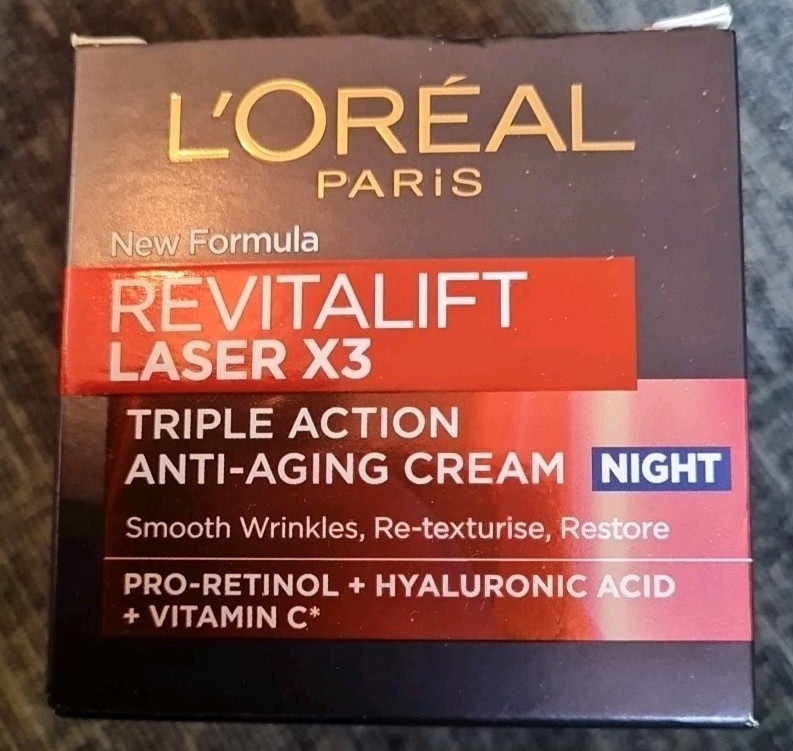 L'ORÉAL
PARiS
New Formula
REVITALIFT
LASER X3
TRIPLE ACTION
ANTI-AGING CREAM NIGHT
Smooth Wrinkles, Re-texturise, Restore
PRO-RETINOL + HYALURONIC ACID
+ VITAMIN C*